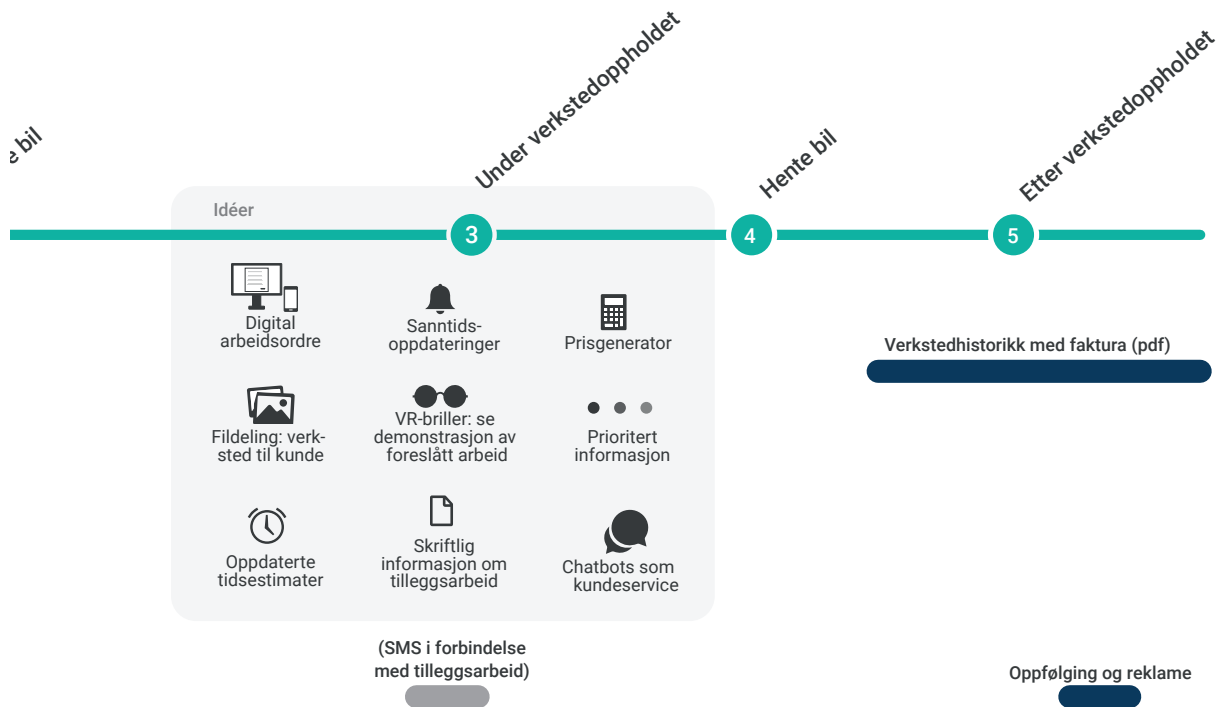 e bil
Under verkstedoppholdet
Hente bil
Etter verkstedoppholdet
Idéer
3
4
5
Digital
arbeidsordre
Sanntids-
oppdateringer
Prisgenerator
Verkstedhistorikk med faktura (pdf)
Fildeling: verk-
sted til kunde
VR-briller: se
demonstrasjon av
foreslått arbeid
Prioritert
informasjon
Oppdaterte
tidsestimater
Skriftlig
informasjon om
tilleggsarbeid
Chatbots som
kundeservice
(SMS i forbindelse
med tilleggsarbeid)
Oppfølging og reklame